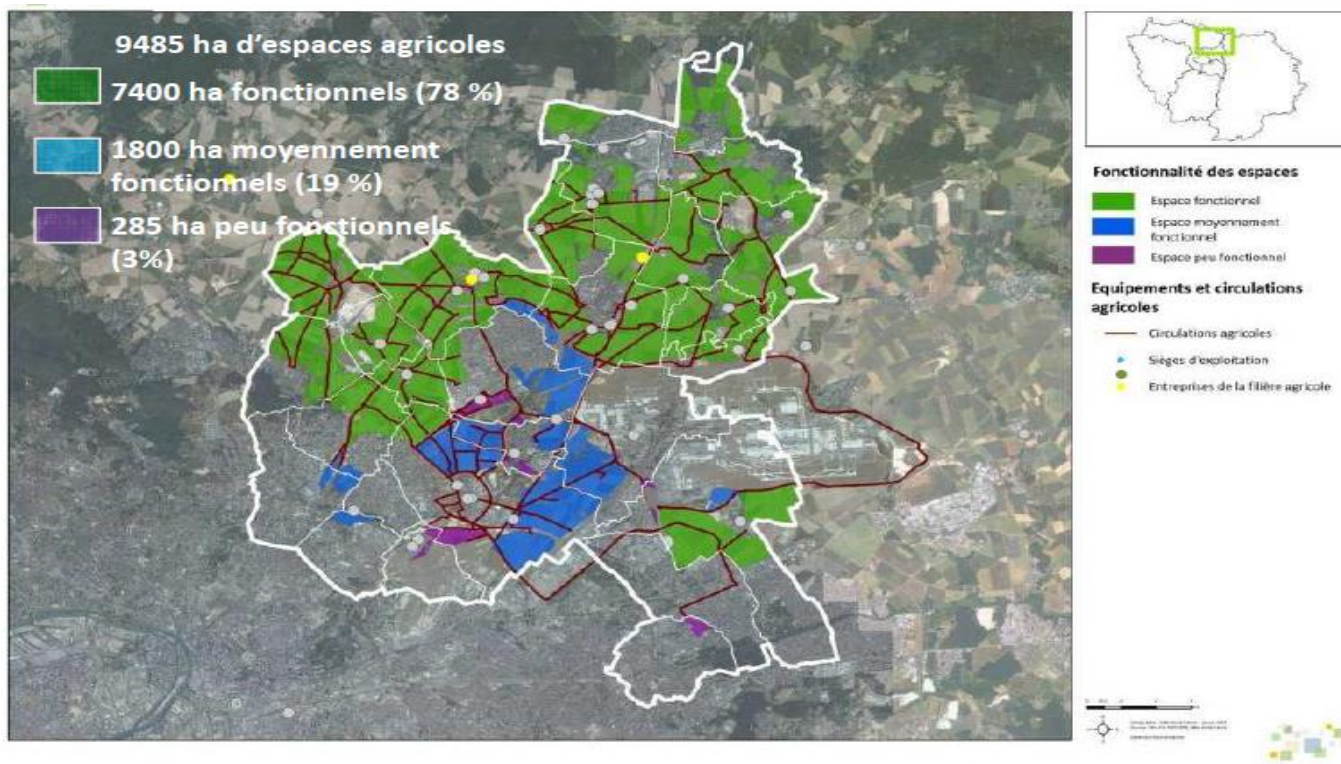 9485 ha d'espaces agricoles
7400 ha fonctionnels (78 %)
1800 ha moyennement
fonctionnels (19 %)
285 ha peu fonctionnels
(3%)
Fonctionnalité des espaces
Espace fonctionnel
Espace moyennement
fonctionnel
Espace peu fonctionnel
Equipements et circulations
agricoles
Circulations agricoles
Sièges d'exploitation
Entreprises de la filière agricole